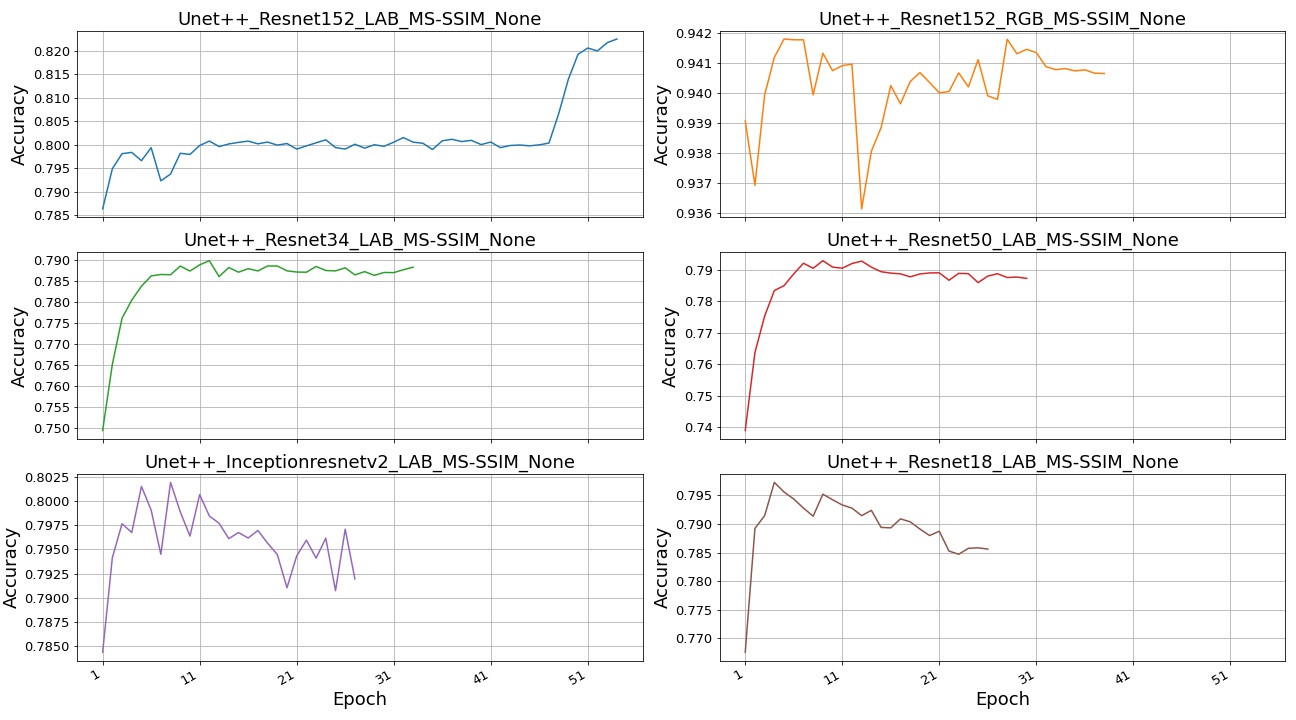 Unet++_Resnet152_LAB_MS-SSIM_None
Accuracy
0.820
0.815
0.810
0.805
0.800
0.795
0.790
0.785
Unet++_Resnet152_RGB_MS-SSIM_None
Accuracy
0.942
0.941
0.940
0.939
0.938
0.937
0.936
Unet++_Resnet34_LAB_MS-SSIM_None
Accuracy
0.790
0.785
0.780
0.775
0.770
0.765
0.760
0.755
0.750
Unet++_Resnet50_LAB_MS-SSIM_None
Accuracy
0.79
0.78
0.77
0.76
0.75
0.74
Unet++_Inceptionresnetv2_LAB_MS-SSIM_None
Accuracy
0.8025
0.8000
0.7975
0.7950
0.7925
0.7900
0.7875
0.7850
1 11 21 31 41 51
Epoch
Unet++_Resnet18_LAB_MS-SSIM_None
Accuracy
0.795
0.790
0.785
0.780
0.775
0.770
1 11 21 31 41 51
Epoch